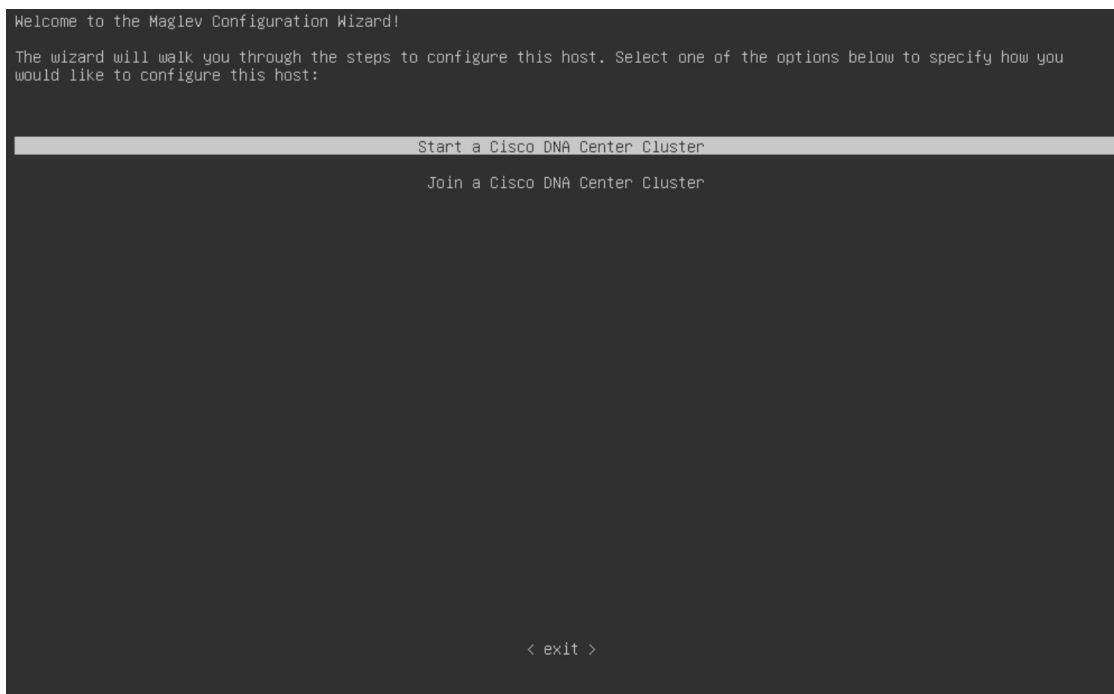 Welcome to the Maglev Configuration Wizard!
The wizard will walk you through the steps to configure this host. Select one of the options below to specify how you
would like to configure this host:
Start a Cisco DNA Center Cluster
Join a Cisco DNA Center Cluster
< exit >